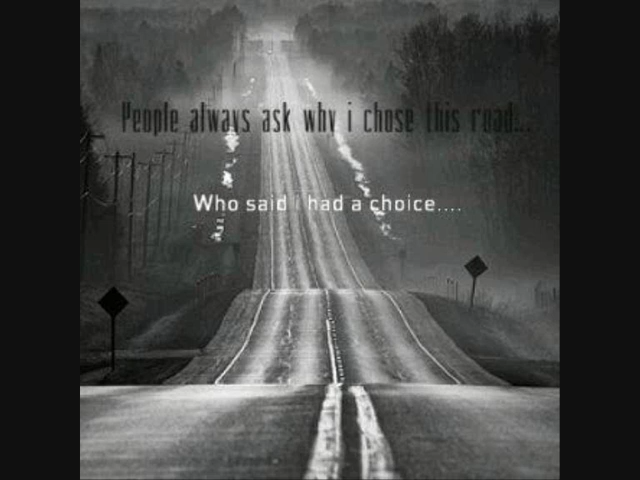 People always ask why i chose this road...
Who said i had a choice....